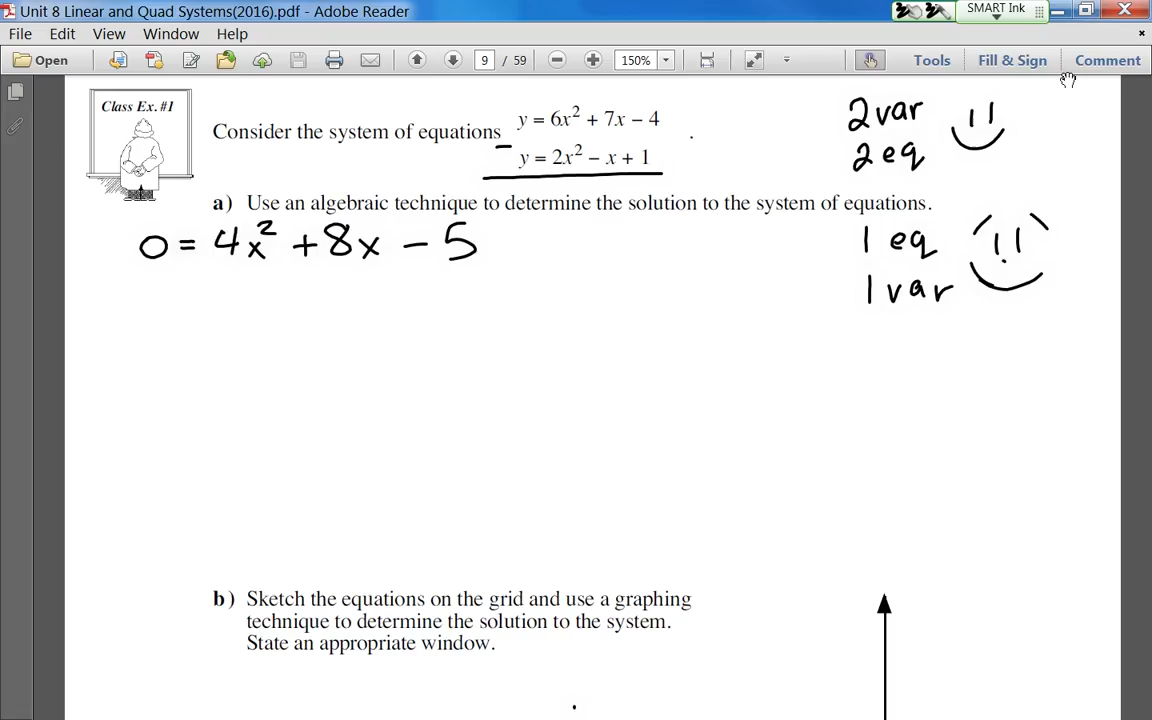 Unit 8 Linear and Quad Systems(2016).pdf - Adobe Reader
SMART Ink
File Edit View Window Help
Open 9 / 59 150% Tools Fill & Sign Comment
Class Ex. #1
Consider the system of equations y = 6x² + 7x – 4 .
– y = 2x² – x + 1
2 var
2 eq
a) Use an algebraic technique to determine the solution to the system of equations.
0 = 4x² + 8x – 5
1 eq
1 var
b) Sketch the equations on the grid and use a graphing
technique to determine the solution to the system.
State an appropriate window.